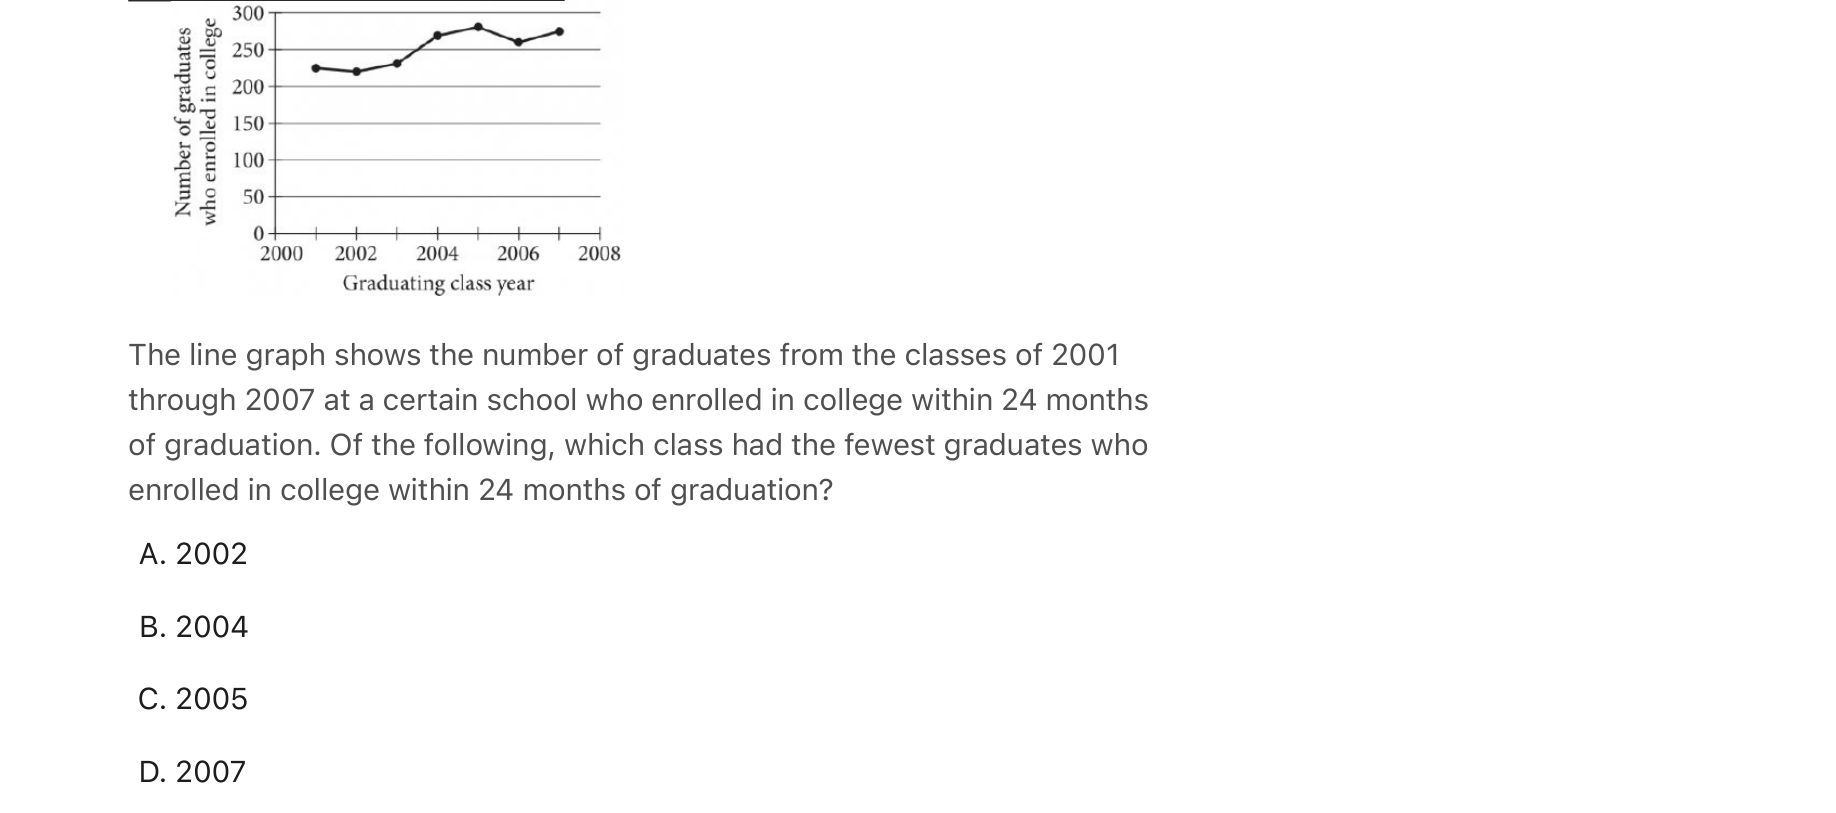 Number of graduates
who enrolled in college
300
250
200
150
100
50
0
2000 2002 2004 2006 2008
Graduating class year
The line graph shows the number of graduates from the classes of 2001
through 2007 at a certain school who enrolled in college within 24 months
of graduation. Of the following, which class had the fewest graduates who
enrolled in college within 24 months of graduation?
A. 2002
B. 2004
C. 2005
D. 2007